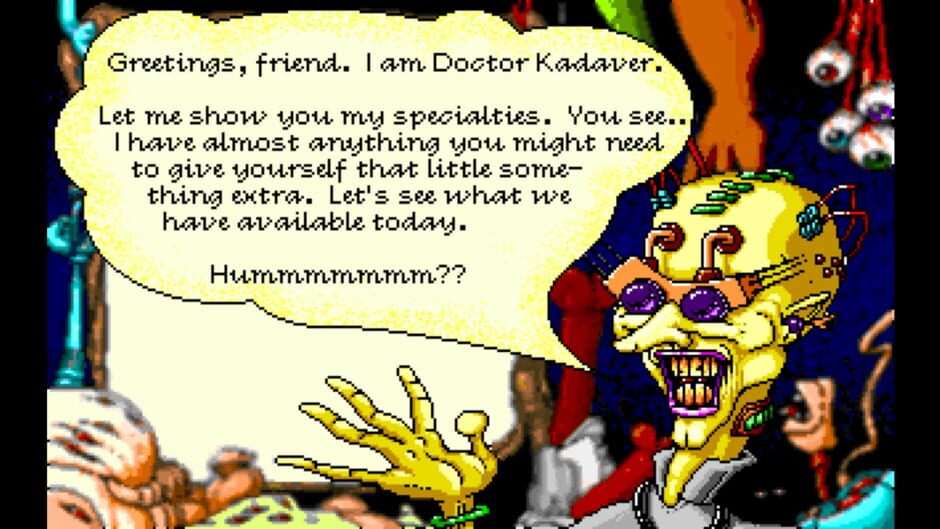 Greetings, friend. I am Doctor Kadaver.
Let me show you my specialties. You see...
I have almost anything you might need
to give yourself that little some-
thing extra. Let's see what we
have available today.
Hummmmmmm??